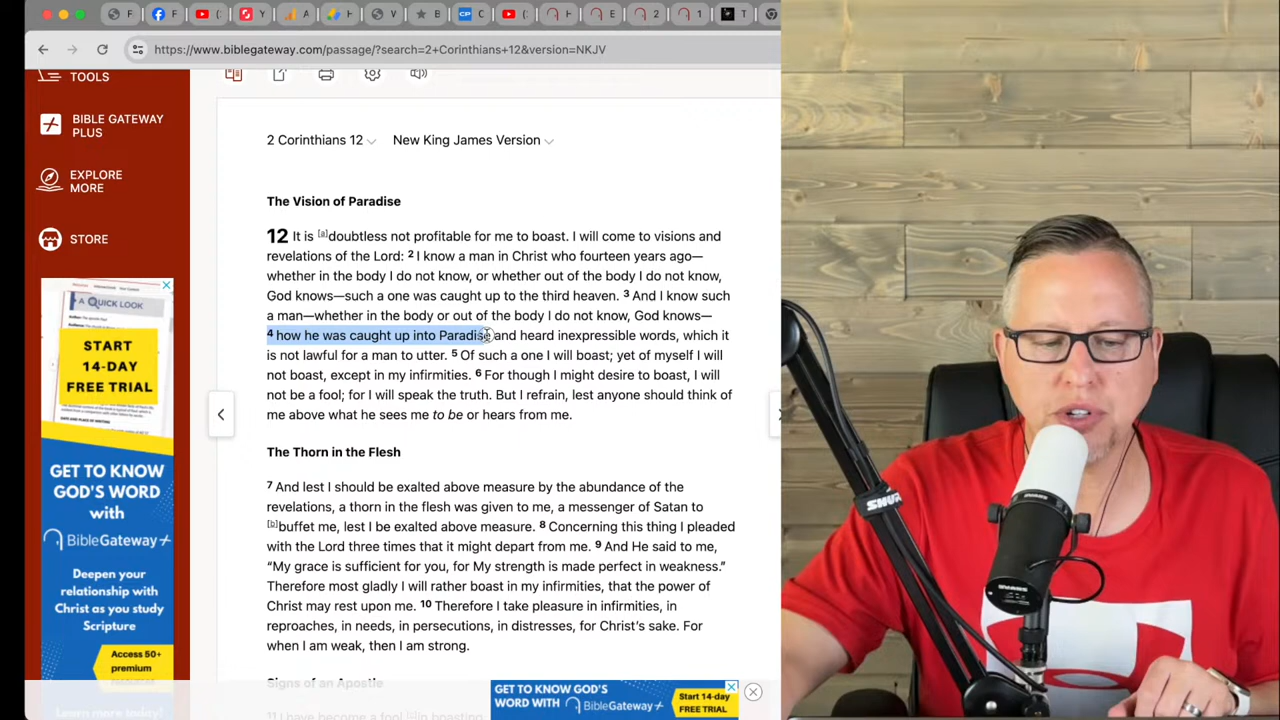 https://www.biblegateway.com/passage/?search=2+Corinthians+12&version=NKJV
TOOLS
BIBLE GATEWAY
PLUS
EXPLORE
MORE
STORE
A QUICK LOOK
START
14-DAY
FREE TRIAL
GET TO KNOW
GOD'S WORD
with
BibleGateway+
Deepen your
relationship with
Christ as you study
Scripture
Access 50+
premium
Learn more today!
2 Corinthians 12
New King James Version
The Vision of Paradise
12 It is [a]doubtless not profitable for me to boast. I will come to visions and
revelations of the Lord: 2 I know a man in Christ who fourteen years ago—
whether in the body I do not know, or whether out of the body I do not know,
God knows—such a one was caught up to the third heaven. 3 And I know such
a man—whether in the body or out of the body I do not know, God knows—
4 how he was caught up into Paradise and heard inexpressible words, which it
is not lawful for a man to utter. 5 Of such a one I will boast; yet of myself I will
not boast, except in my infirmities. 6 For though I might desire to boast, I will
not be a fool; for I will speak the truth. But I refrain, lest anyone should think of
me above what he sees me to be or hears from me.
The Thorn in the Flesh
7 And lest I should be exalted above measure by the abundance of the
revelations, a thorn in the flesh was given to me, a messenger of Satan to
[b]buffet me, lest I be exalted above measure. 8 Concerning this thing I pleaded
with the Lord three times that it might depart from me. 9 And He said to me,
“My grace is sufficient for you, for My strength is made perfect in weakness.”
Therefore most gladly I will rather boast in my infirmities, that the power of
Christ may rest upon me. 10 Therefore I take pleasure in infirmities, in
reproaches, in needs, in persecutions, in distresses, for Christ’s sake. For
when I am weak, then I am strong.
Signs of an Apostle
11 I have become a fool [c]in boasting
GET TO KNOW GOD'S
WORD WITH BibleGateway+
Start 14-day
FREE TRIAL
SHURE